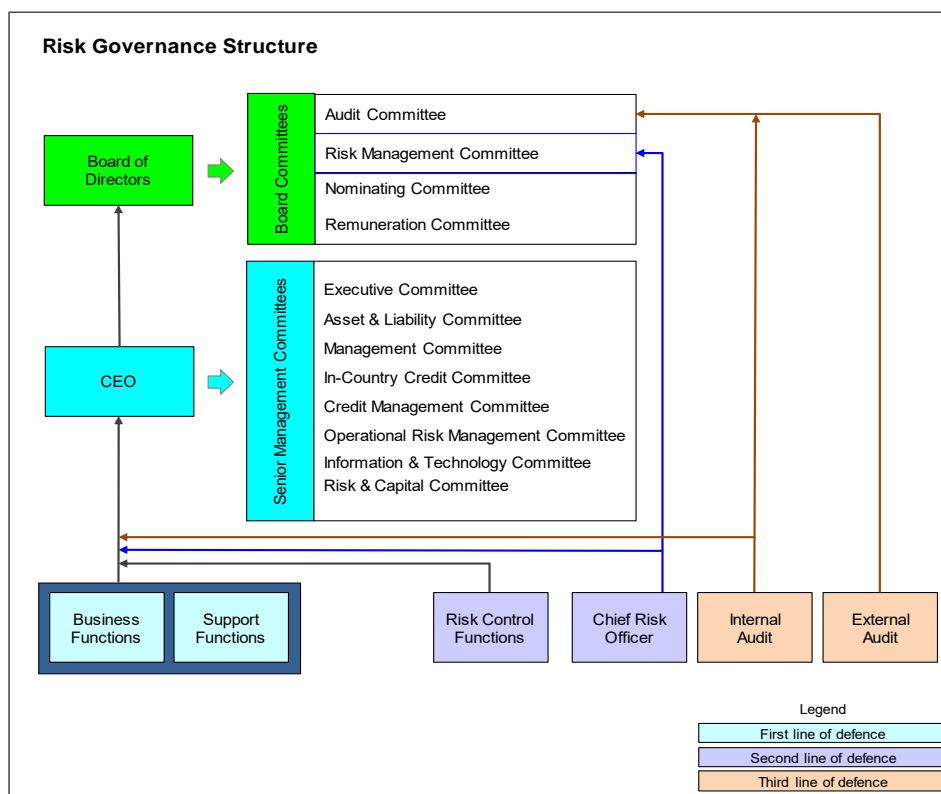 Risk Governance Structure
Board of
Directors
Board Committees
Audit Committee
Risk Management Committee
Nominating Committee
Remuneration Committee
CEO
Senior Management Committees
Executive Committee
Asset & Liability Committee
Management Committee
In-Country Credit Committee
Credit Management Committee
Operational Risk Management Committee
Information & Technology Committee
Risk & Capital Committee
Business
Functions
Support
Functions
Risk Control
Functions
Chief Risk
Officer
Internal
Audit
External
Audit
Legend
First line of defence
Second line of defence
Third line of defence